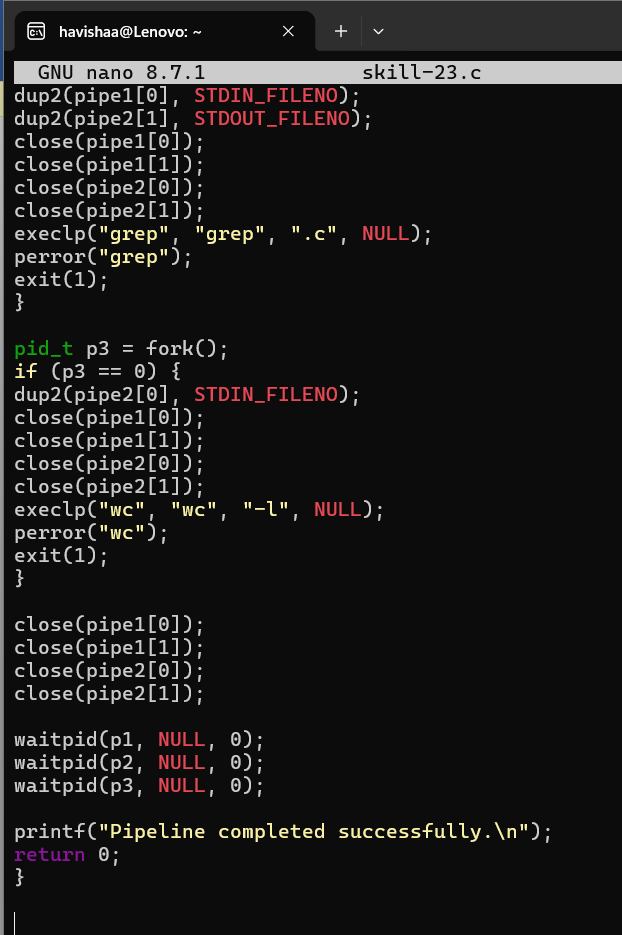 havishaa@Lenovo: ~
GNU nano 8.7.1 skill-23.c
dup2(pipe1[0], STDIN_FILENO);
dup2(pipe2[1], STDOUT_FILENO);
close(pipe1[0]);
close(pipe1[1]);
close(pipe2[0]);
close(pipe2[1]);
execlp("grep", "grep", ".c", NULL);
perror("grep");
exit(1);
}

pid_t p3 = fork();
if (p3 == 0) {
dup2(pipe2[0], STDIN_FILENO);
close(pipe1[0]);
close(pipe1[1]);
close(pipe2[0]);
close(pipe2[1]);
execlp("wc", "wc", "-l", NULL);
perror("wc");
exit(1);
}

close(pipe1[0]);
close(pipe1[1]);
close(pipe2[0]);
close(pipe2[1]);

waitpid(p1, NULL, 0);
waitpid(p2, NULL, 0);
waitpid(p3, NULL, 0);

printf("Pipeline completed successfully.\n");
return 0;
}